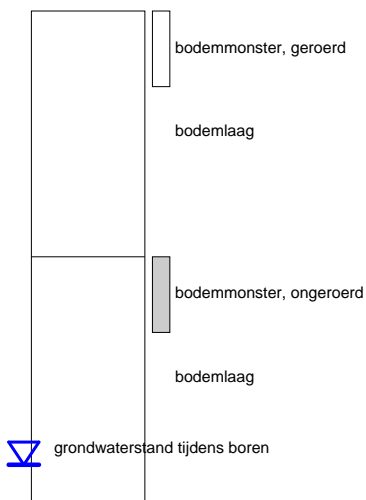 bodemmonster, geroerd
bodemlaag
bodemmonster, ongeroerd
bodemlaag
grondwaterstand tijdens boren